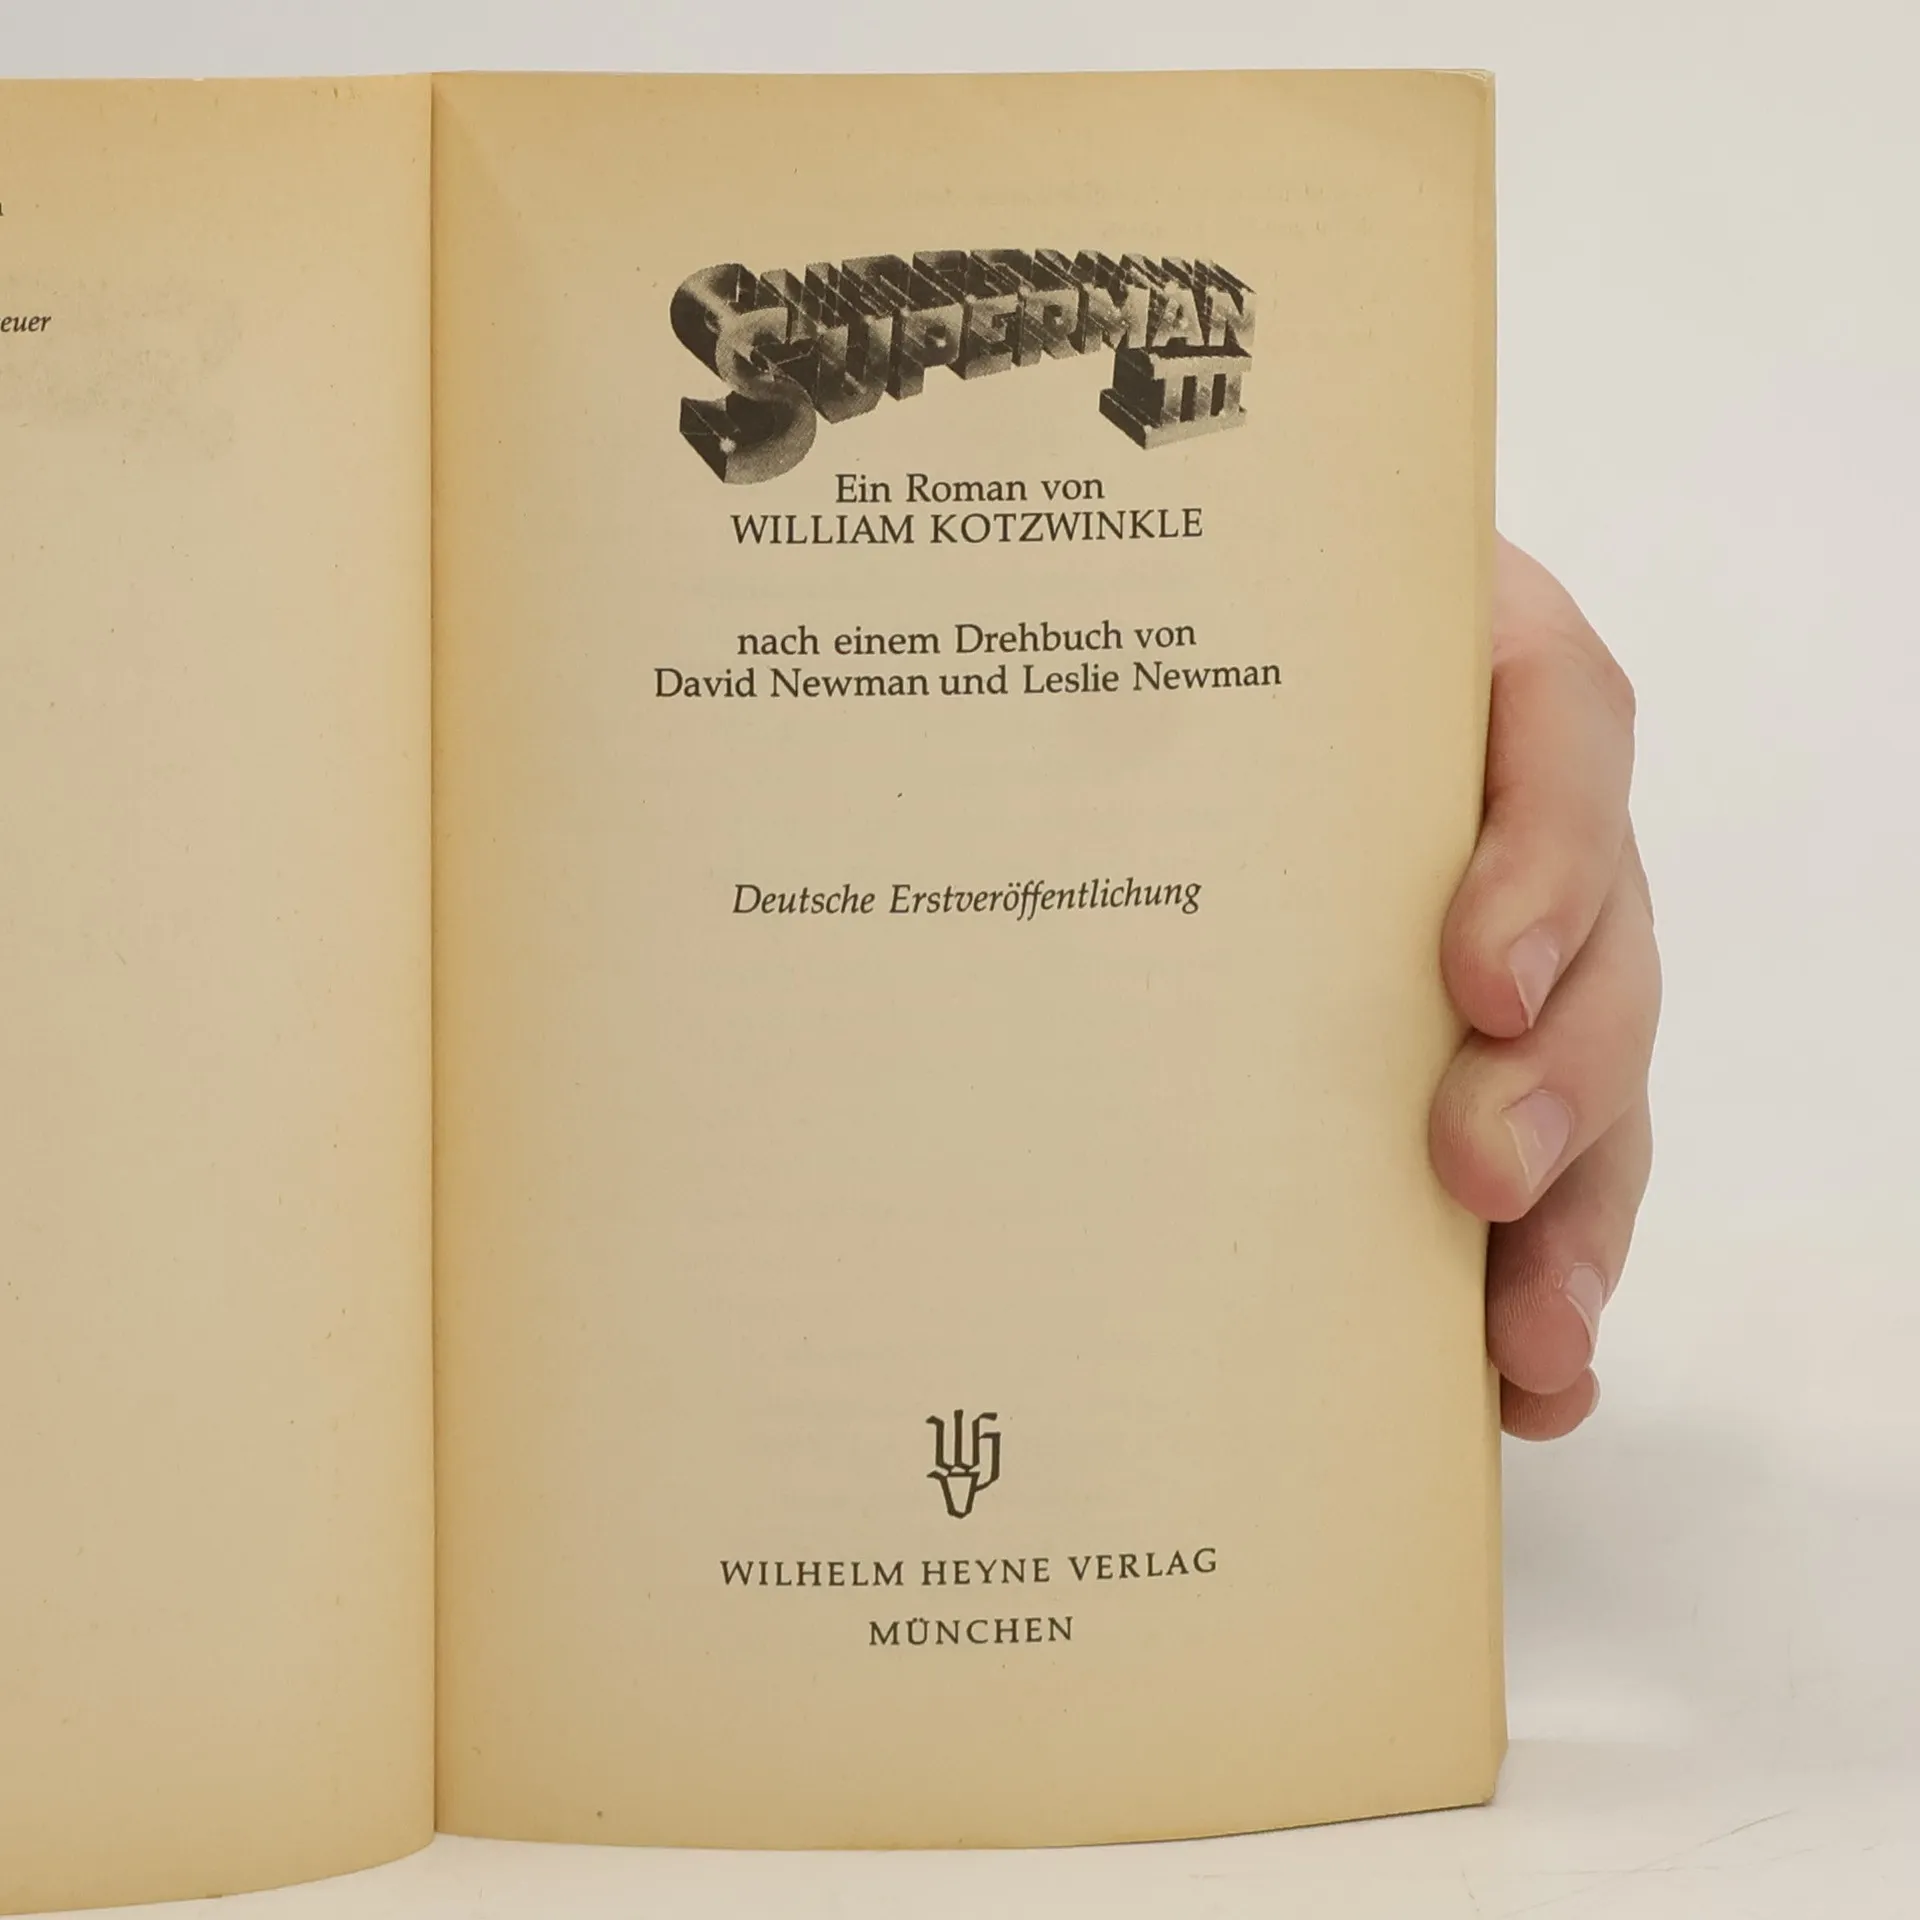 SUPERMAN
III
Ein Roman von
WILLIAM KOTZWINKLE
nach einem Drehbuch von
David Newman und Leslie Newman
Deutsche Erstveröffentlichung
WILHELM HEYNE VERLAG
MÜNCHEN